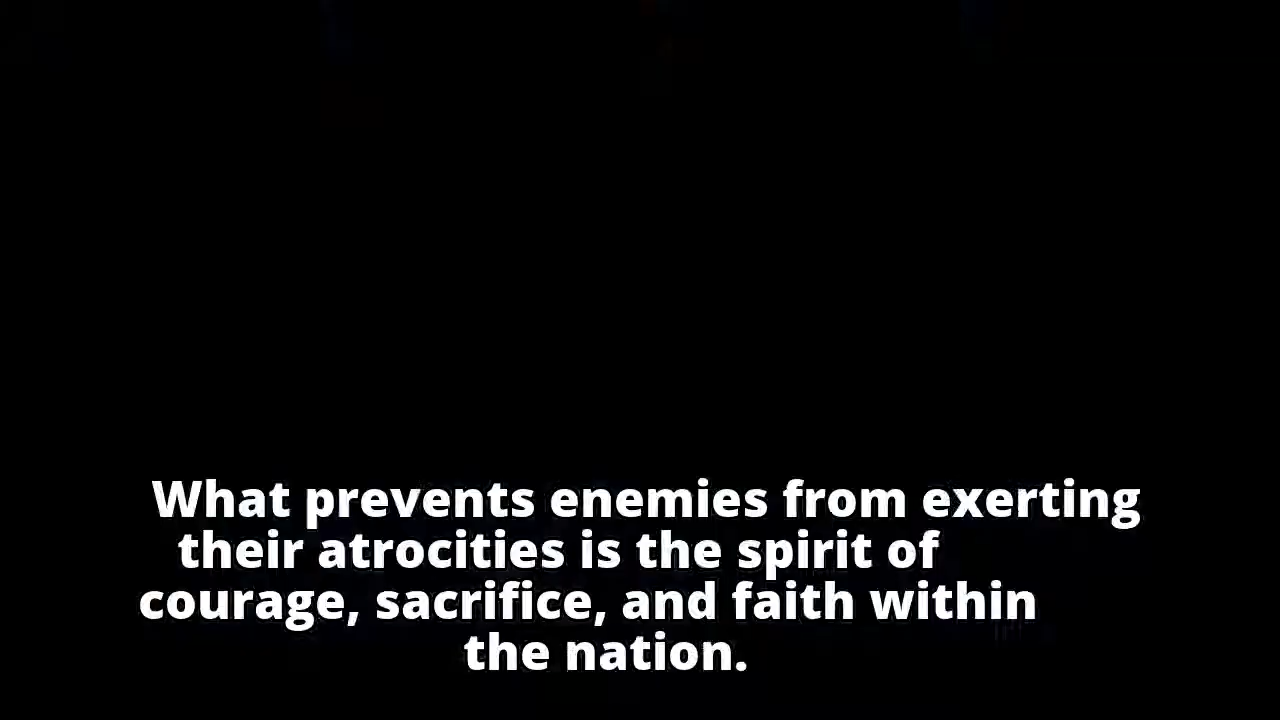 What prevents enemies from exerting
their atrocities is the spirit of
courage, sacrifice, and faith within
the nation.